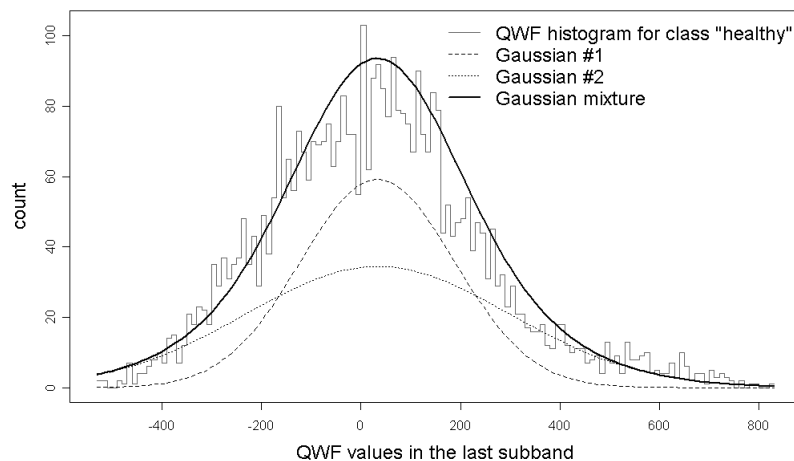 QWF histogram for class "healthy"
Gaussian #1
Gaussian #2
Gaussian mixture
count
100
80
60
40
20
0
-400 -200 0 200 400 600 800
QWF values in the last subband